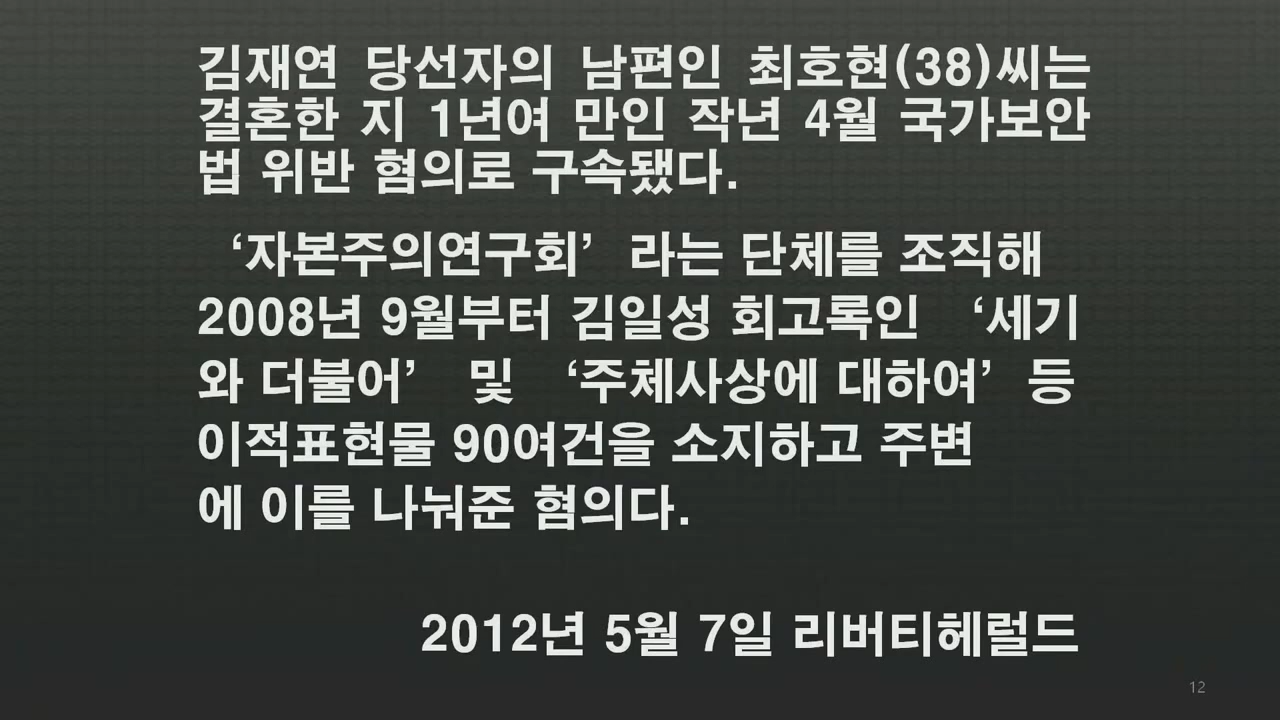 김재연 당선자의 남편인 최호현(38)씨는
결혼한 지 1년여 만인 작년 4월 국가보안
법 위반 혐의로 구속됐다.
‘자본주의연구회’ 라는 단체를 조직해
2008년 9월부터 김일성 회고록인 ‘세기
와 더불어’ 및 ‘주체사상에 대하여’ 등
이적표현물 90여건을 소지하고 주변
에 이를 나눠준 혐의다.
2012년 5월 7일 리버티헤럴드
12